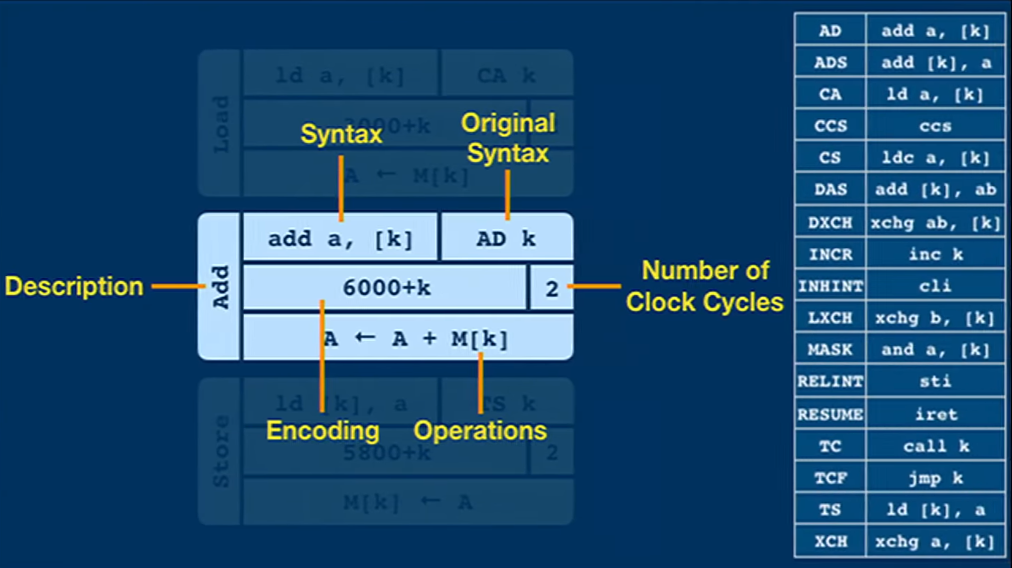 ld a, [k] CA k
Load
3000+k
A ← M[k]
Syntax
Original
Syntax
add a, [k] AD k
Description
Add
6000+k 2
Number of
Clock Cycles
A ← A + M[k]
ld [k], a TS k
Encoding
Operations
Store
5800+k 2
M[k] ← A
AD add a, [k]
ADS add [k], a
CA ld a, [k]
CCS ccs
CS ldc a, [k]
DAS add [k], ab
DXCH xchg ab, [k]
INCR inc k
INHINT cli
LXCH xchg b, [k]
MASK and a, [k]
RELINT sti
RESUME iret
TC call k
TCF jmp k
TS ld [k], a
XCH xchg a, [k]